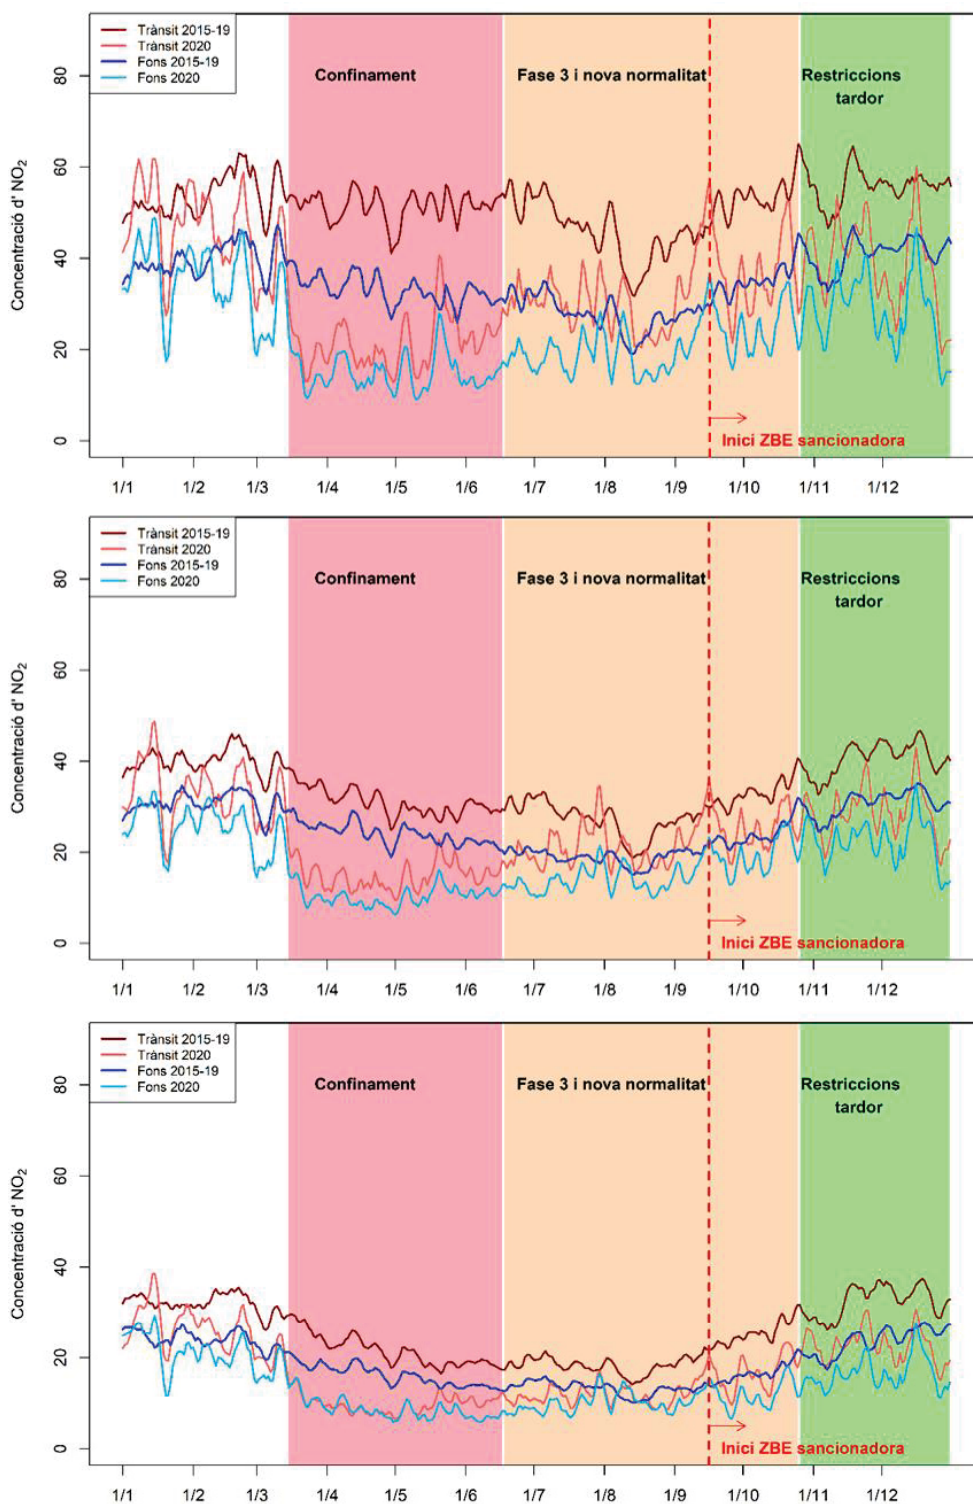 Trànsit 2015-19
Trànsit 2020
Fons 2015-19
Fons 2020
Confinament
Fase 3 i nova normalitat
Restriccions
tardor
Concentració d' NO2
80
60
40
20
0
Inici ZBE sancionadora
1/1 1/2 1/3 1/4 1/5 1/6 1/7 1/8 1/9 1/10 1/11 1/12
Trànsit 2015-19
Trànsit 2020
Fons 2015-19
Fons 2020
Confinament
Fase 3 i nova normalitat
Restriccions
tardor
Concentració d' NO2
80
60
40
20
0
Inici ZBE sancionadora
1/1 1/2 1/3 1/4 1/5 1/6 1/7 1/8 1/9 1/10 1/11 1/12
Trànsit 2015-19
Trànsit 2020
Fons 2015-19
Fons 2020
Confinament
Fase 3 i nova normalitat
Restriccions
tardor
Concentració d' NO2
80
60
40
20
0
Inici ZBE sancionadora
1/1 1/2 1/3 1/4 1/5 1/6 1/7 1/8 1/9 1/10 1/11 1/12